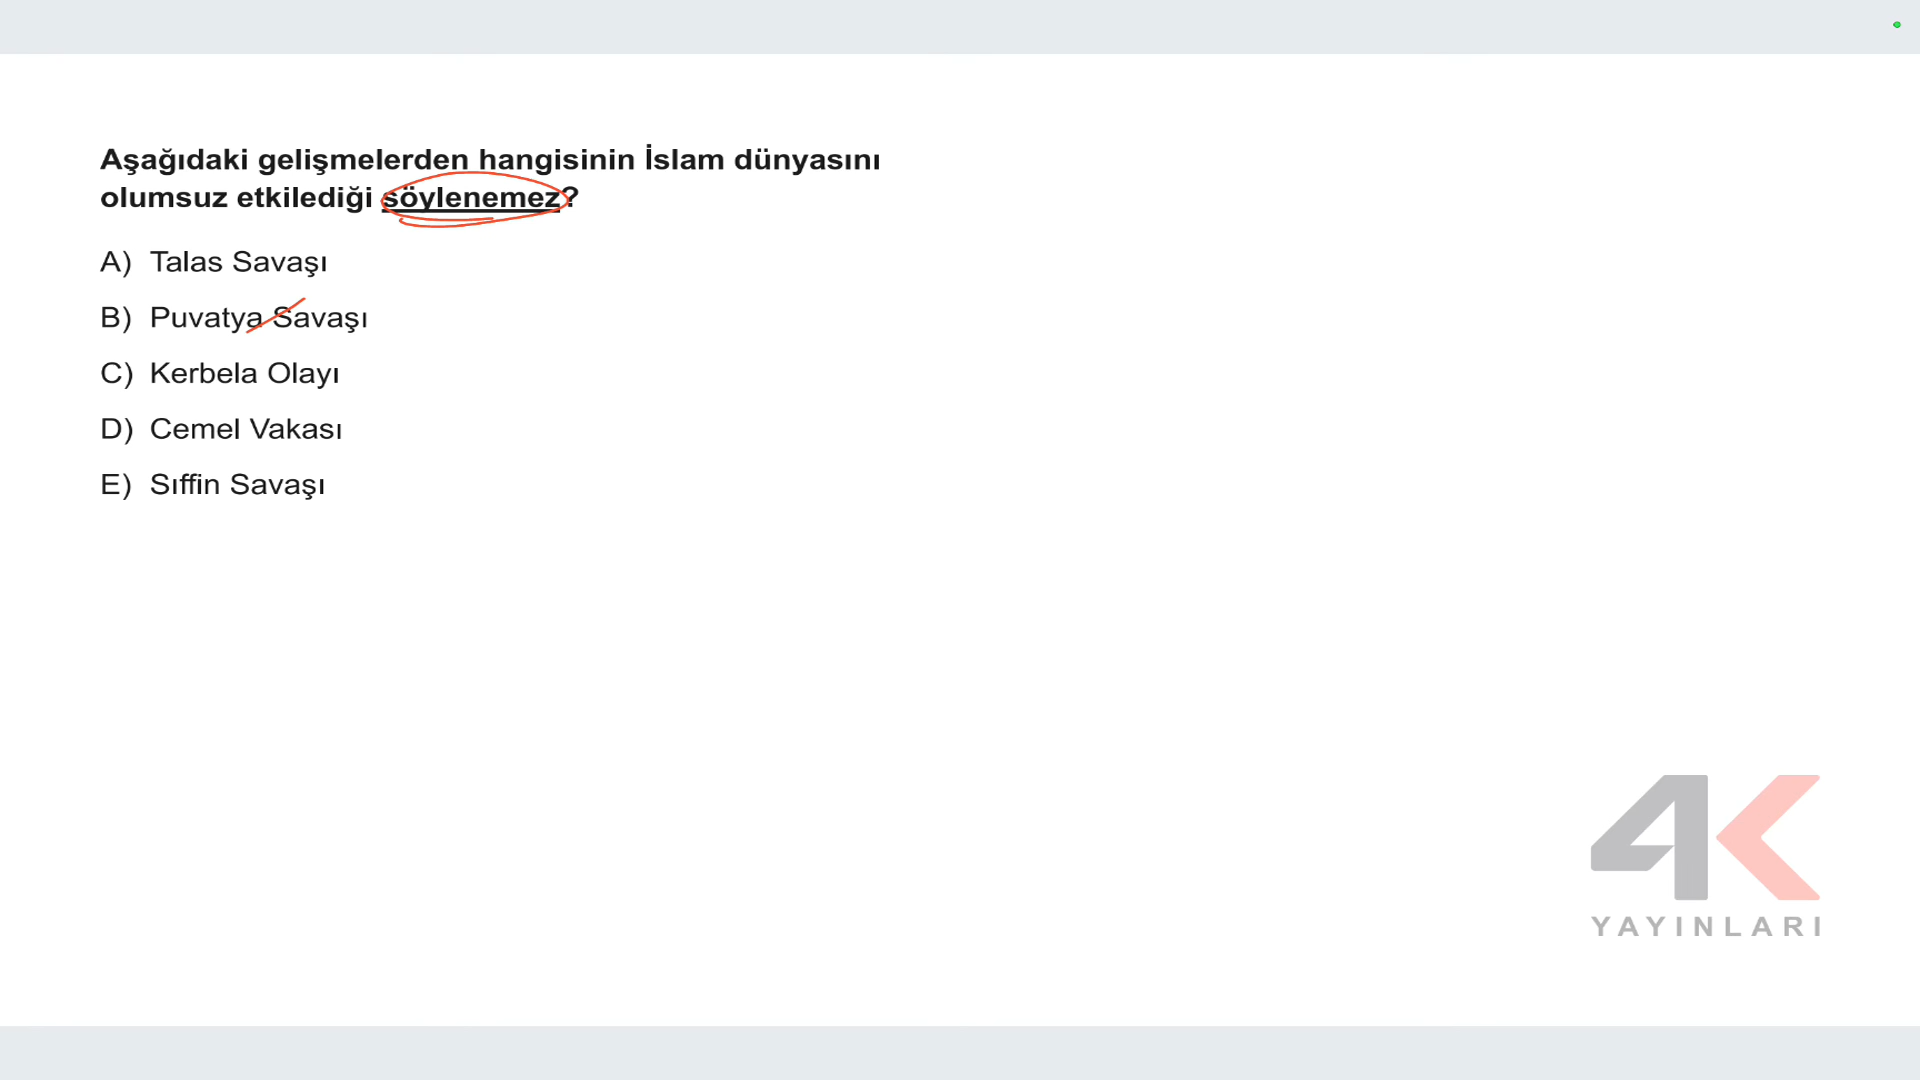 Aşağıdaki gelişmelerden hangisinin İslam dünyasını
olumsuz etkilediği söylenemez?
A) Talas Savaşı
B) Puvatya Savaşı
C) Kerbela Olayı
D) Cemel Vakası
E) Sıffin Savaşı
4K
YAYINLARI